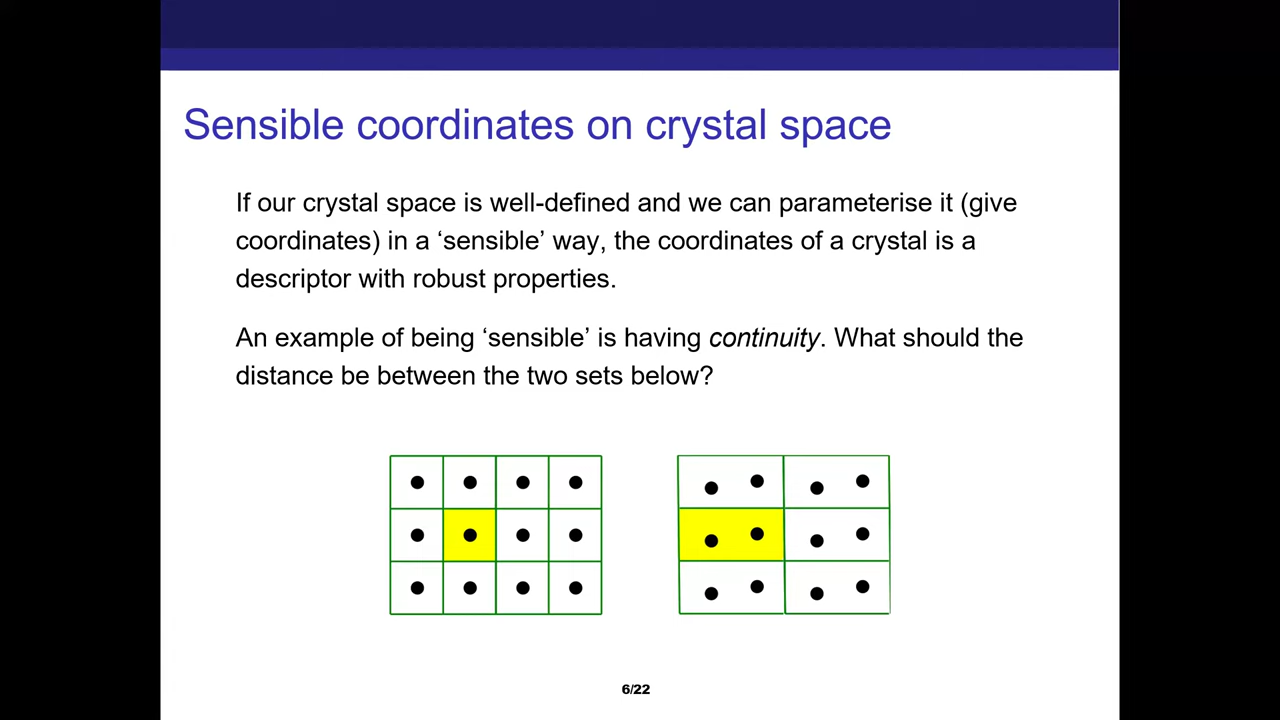 Sensible coordinates on crystal space
If our crystal space is well-defined and we can parameterise it (give
coordinates) in a ‘sensible’ way, the coordinates of a crystal is a
descriptor with robust properties.
An example of being ‘sensible’ is having continuity. What should the
distance be between the two sets below?
6/22